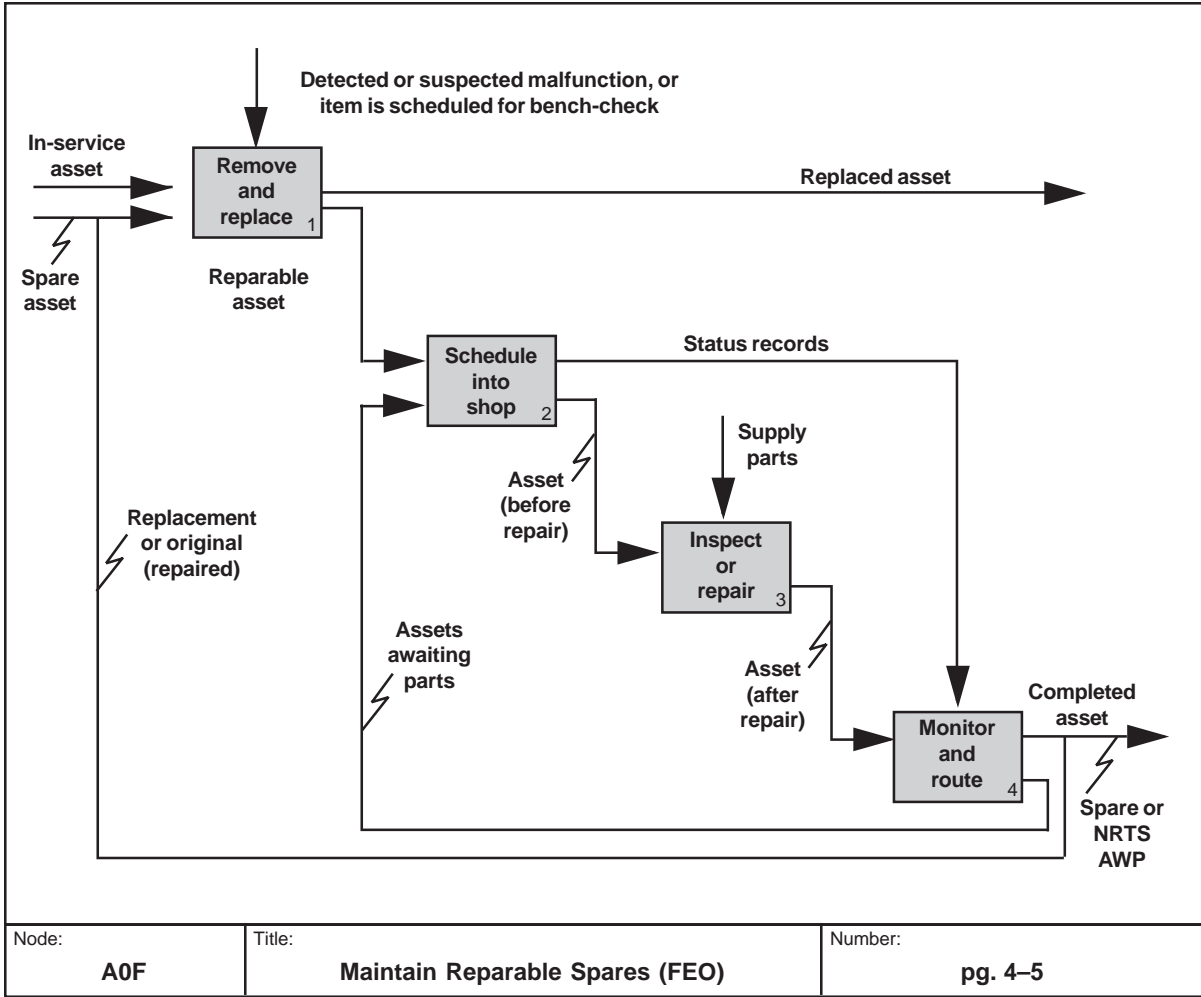 Detected or suspected malfunction, or
item is scheduled for bench-check
In-service
asset
Remove
and
replace
1
Replaced asset
Spare
asset
Reparable
asset
Schedule
into
shop
2
Status records
Supply
parts
Asset
(before
repair)
Replacement
or original
(repaired)
Inspect
or
repair
3
Assets
awaiting
parts
Asset
(after
repair)
Monitor
and
route
4
Completed
asset
Spare or
NRTS
AWP
Node:
A0F
Title:
Maintain Reparable Spares (FEO)
Number:
pg. 4–5